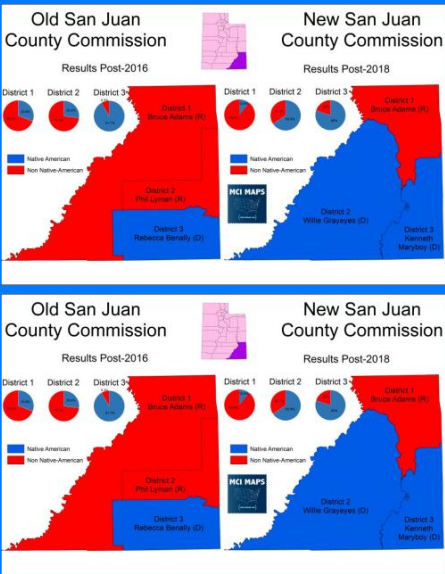 Old San Juan
County Commission
Results Post-2016
New San Juan
County Commission
Results Post-2018
District 1
District 2
District 3
District 1
District 2
District 3
District 1
Bruce Adams (R)
District 1
Bruce Adams (R)
Native American
Non Native-American
Native American
Non Native-American
MCI MAPS
District 2
Phil Lyman (R)
District 3
Rebecca Benally (D)
District 2
Willie Grayeyes (D)
District 3
Kenneth
Maryboy (D)
Old San Juan
County Commission
Results Post-2016
New San Juan
County Commission
Results Post-2018
District 1
District 2
District 3
District 1
District 2
District 3
District 1
Bruce Adams (R)
District 1
Bruce Adams (R)
Native American
Non Native-American
Native American
Non Native-American
MCI MAPS
District 2
Phil Lyman (R)
District 3
Rebecca Benally (D)
District 2
Willie Grayeyes (D)
District 3
Kenneth
Maryboy (D)